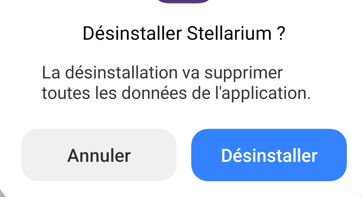 Désinstaller Stellarium ?
La désinstallation va supprimer
toutes les données de l'application.
Annuler
Désinstaller